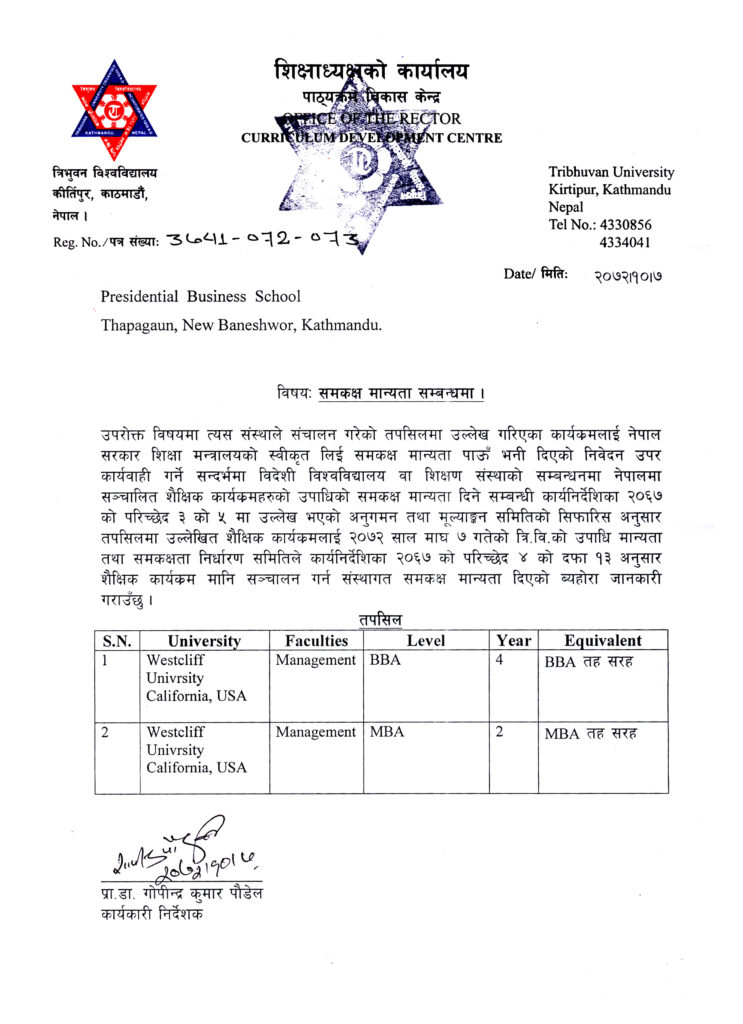 शिक्षाध्यक्षको कार्यालय
पाठ्यक्रम विकास केन्द्र
OFFICE OF THE RECTOR
CURRICULUM DEVELOPMENT CENTRE
KATHMANDU, NEPAL
त्रिभुवन विश्वविद्यालय
कीर्तिपुर, काठमाडौं,
नेपाल ।
Reg. No./पत्र संख्या: 3641-072-073
Tribhuvan University
Kirtipur, Kathmandu
Nepal
Tel No.: 4330856
4334041
Date/ मिति: २०७२।१०।७
Presidential Business School
Thapagaun, New Baneshwor, Kathmandu.
विषय: समकक्ष मान्यता सम्बन्धमा ।
उपरोक्त विषयमा त्यस संस्थाले संचालन गरेको तपसिलमा उल्लेख गरिएका कार्यक्रमलाई नेपाल
सरकार शिक्षा मन्त्रालयको स्वीकृत लिई समकक्ष मान्यता पाऊँ भनी दिएको निवेदन उपर
कार्यवाही गर्ने सन्दर्भमा विदेशी विश्वविद्यालय वा शिक्षण संस्थाको सम्बन्धनमा नेपालमा
सञ्चालित शैक्षिक कार्यक्रमहरुको उपाधिको समकक्ष मान्यता दिने सम्बन्धी कार्यनिर्देशिका २०६७
को परिच्छेद ३ को ५ मा उल्लेख भएको अनुगमन तथा मूल्याङ्कन समितिको सिफारिस अनुसार
तपसिलमा उल्लेखित शैक्षिक कार्यक्रमलाई २०७२ साल माघ ७ गतेको त्रि.वि.को उपाधि मान्यता
तथा समकक्षता निर्धारण समितिले कार्यनिर्देशिका २०६७ को परिच्छेद ४ को दफा १३ अनुसार
शैक्षिक कार्यक्रम मानि सञ्चालन गर्न संस्थागत समकक्ष मान्यता दिएको ब्यहोरा जानकारी
गराउँछु ।
तपसिल
S.N. University Faculties Level Year Equivalent
1 Westcliff Univrsity California, USA Management BBA 4 BBA तह सरह
2 Westcliff Univrsity California, USA Management MBA 2 MBA तह सरह
२०७२।१०।७
प्रा.डा. गोपीन्द्र कुमार पौडेल
कार्यकारी निर्देशक